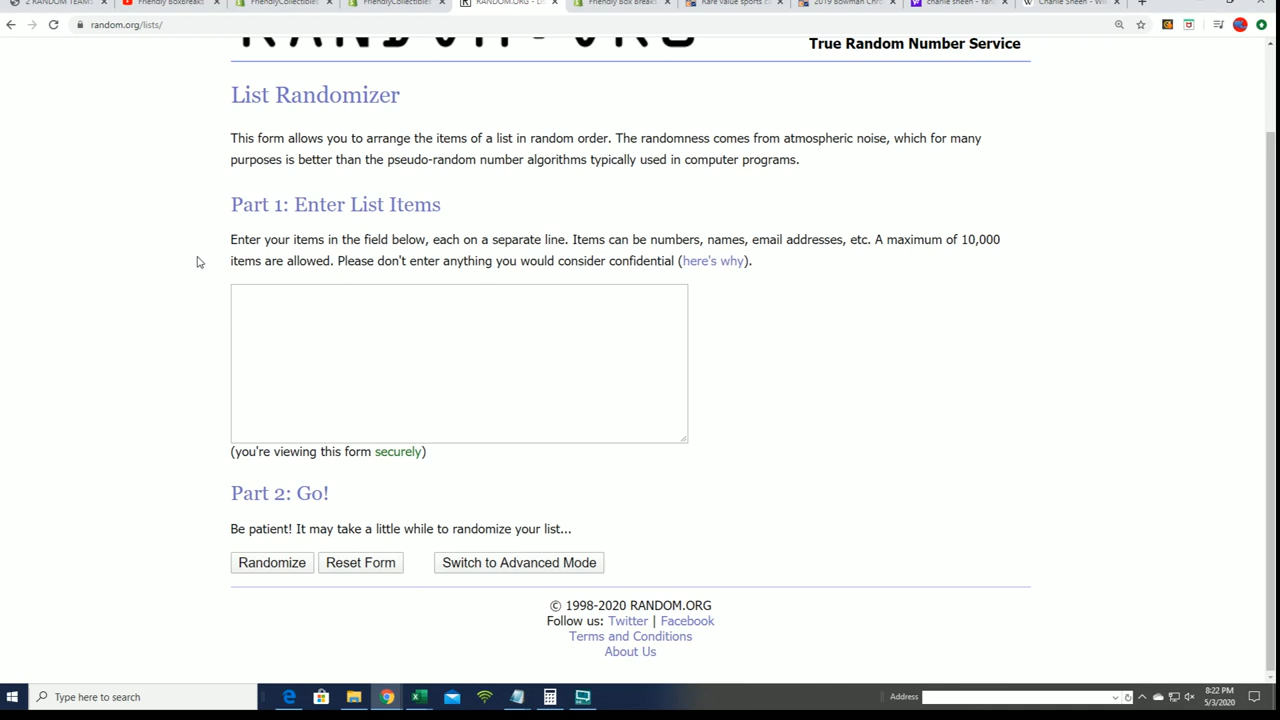 2 RANDOM TEAMS
Friendly BoxBreaks
FriendlyCollectibles
FriendlyCollectibles
RANDOM.ORG - Lis
Friendly Box Breaks
Rare value sports c
2019 Bowman Chro
charlie sheen - Yah
Charlie Sheen - Wi
random.org/lists/
RANDOM.ORG
True Random Number Service
List Randomizer
This form allows you to arrange the items of a list in random order. The randomness comes from atmospheric noise, which for many
purposes is better than the pseudo-random number algorithms typically used in computer programs.
Part 1: Enter List Items
Enter your items in the field below, each on a separate line. Items can be numbers, names, email addresses, etc. A maximum of 10,000
items are allowed. Please don't enter anything you would consider confidential (here's why).
(you're viewing this form securely)
Part 2: Go!
Be patient! It may take a little while to randomize your list...
Randomize Reset Form Switch to Advanced Mode
© 1998-2020 RANDOM.ORG
Follow us: Twitter | Facebook
Terms and Conditions
About Us
Type here to search
Address
8:22 PM
5/3/2020